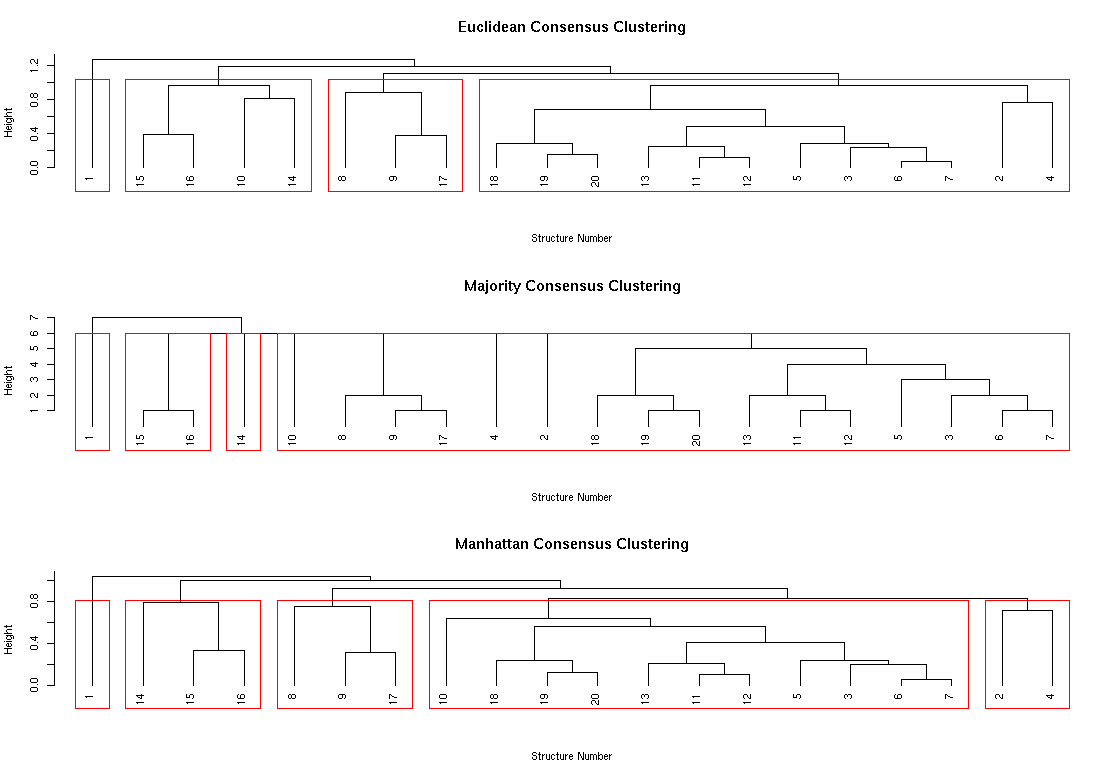 Euclidean Consensus Clustering
Height
0.0 0.4 0.8 1.2
1 15 16 10 14 8 9 17 18 19 20 13 11 12 5 3 6 7 2 4
Structure Number
Majority Consensus Clustering
Height
1 2 3 4 5 6 7
1 15 16 14 10 8 9 17 4 2 18 19 20 13 11 12 5 3 6 7
Structure Number
Manhattan Consensus Clustering
Height
0.0 0.4 0.8
1 14 15 16 8 9 17 10 18 19 20 13 11 12 5 3 6 7 2 4
Structure Number